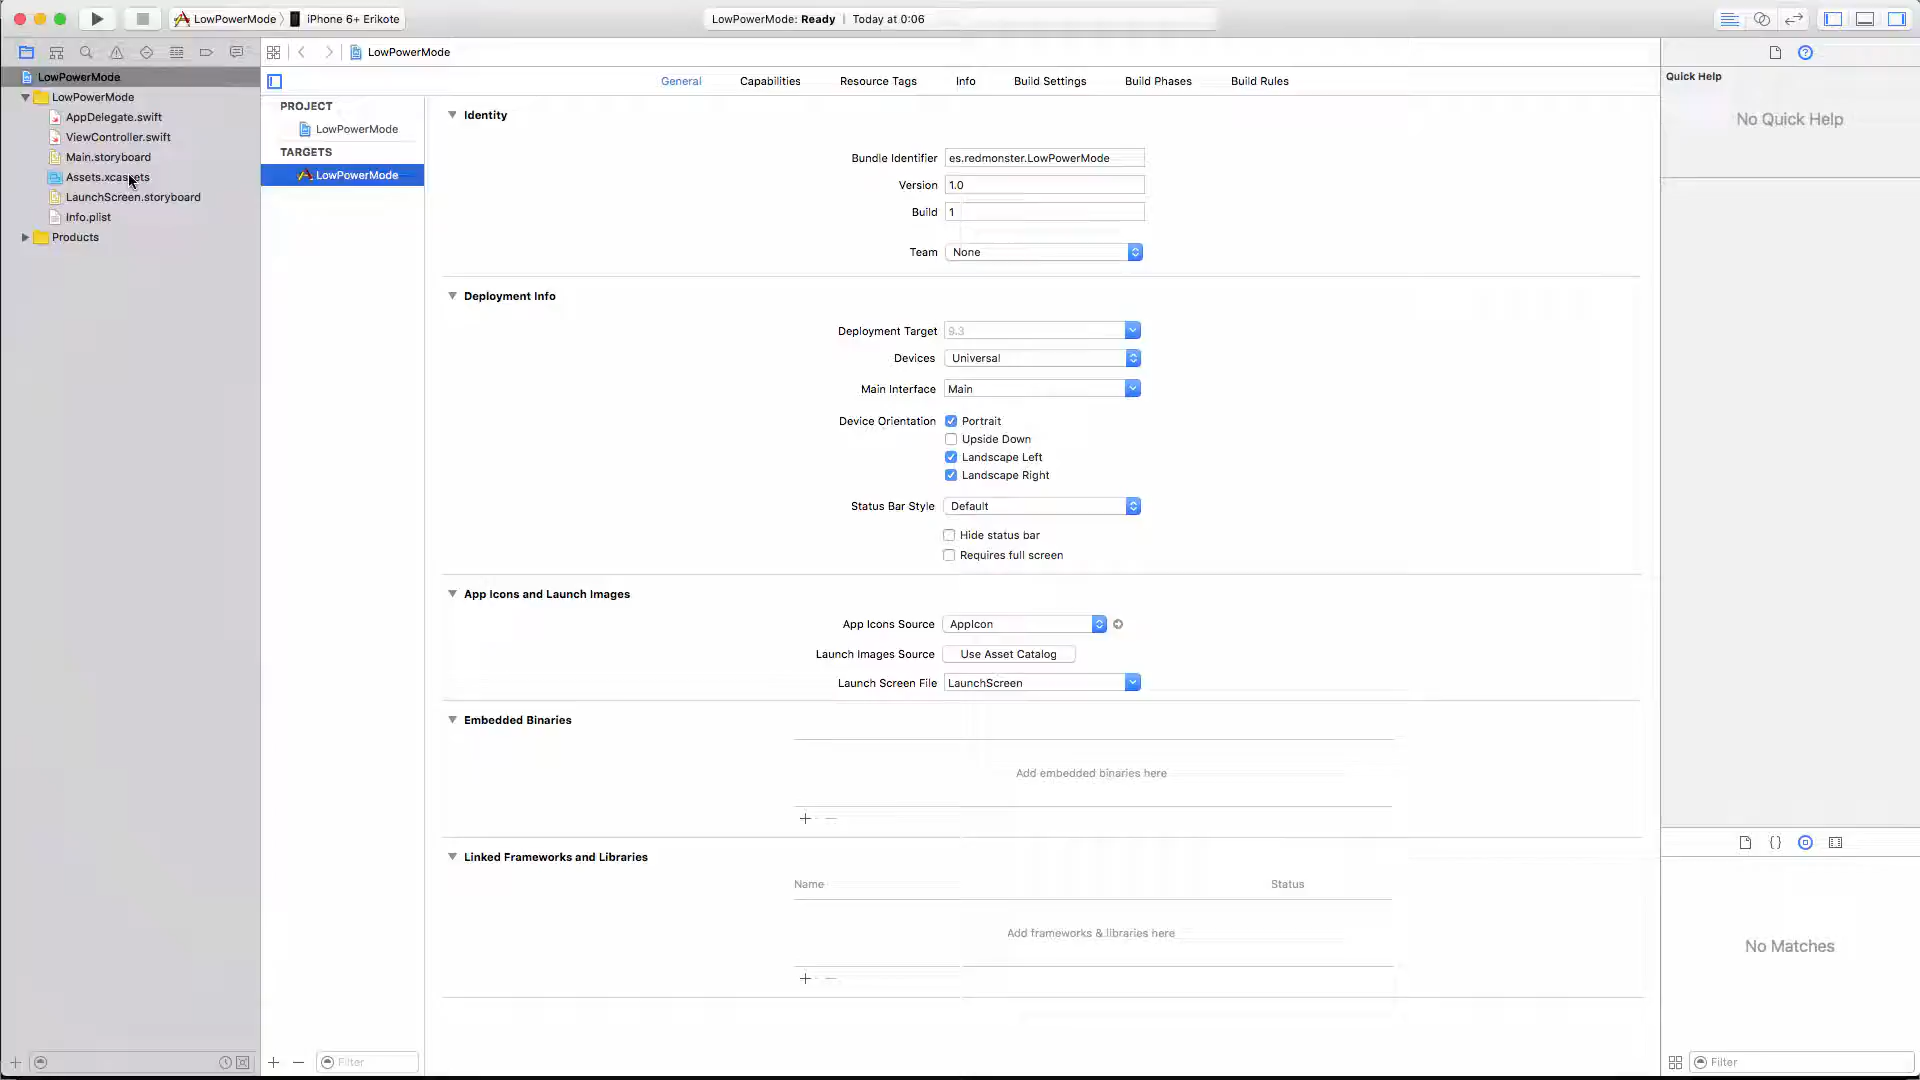 LowPowerMode
iPhone 6+ Erikote
LowPowerMode: Ready
Today at 0:06
LowPowerMode
LowPowerMode
AppDelegate.swift
ViewController.swift
Main.storyboard
Assets.xcassets
LaunchScreen.storyboard
Info.plist
Products
LowPowerMode
General
Capabilities
Resource Tags
Info
Build Settings
Build Phases
Build Rules
PROJECT
LowPowerMode
TARGETS
LowPowerMode
Identity
Bundle Identifier
es.redmonster.LowPowerMode
Version
1.0
Build
1
Team
None
Deployment Info
Deployment Target
9.3
Devices
Universal
Main Interface
Main
Device Orientation
Portrait
Upside Down
Landscape Left
Landscape Right
Status Bar Style
Default
Hide status bar
Requires full screen
App Icons and Launch Images
App Icons Source
AppIcon
Launch Images Source
Use Asset Catalog
Launch Screen File
LaunchScreen
Embedded Binaries
Add embedded binaries here
Linked Frameworks and Libraries
Name
Status
Add frameworks & libraries here
Filter
Quick Help
No Quick Help
No Matches
Filter